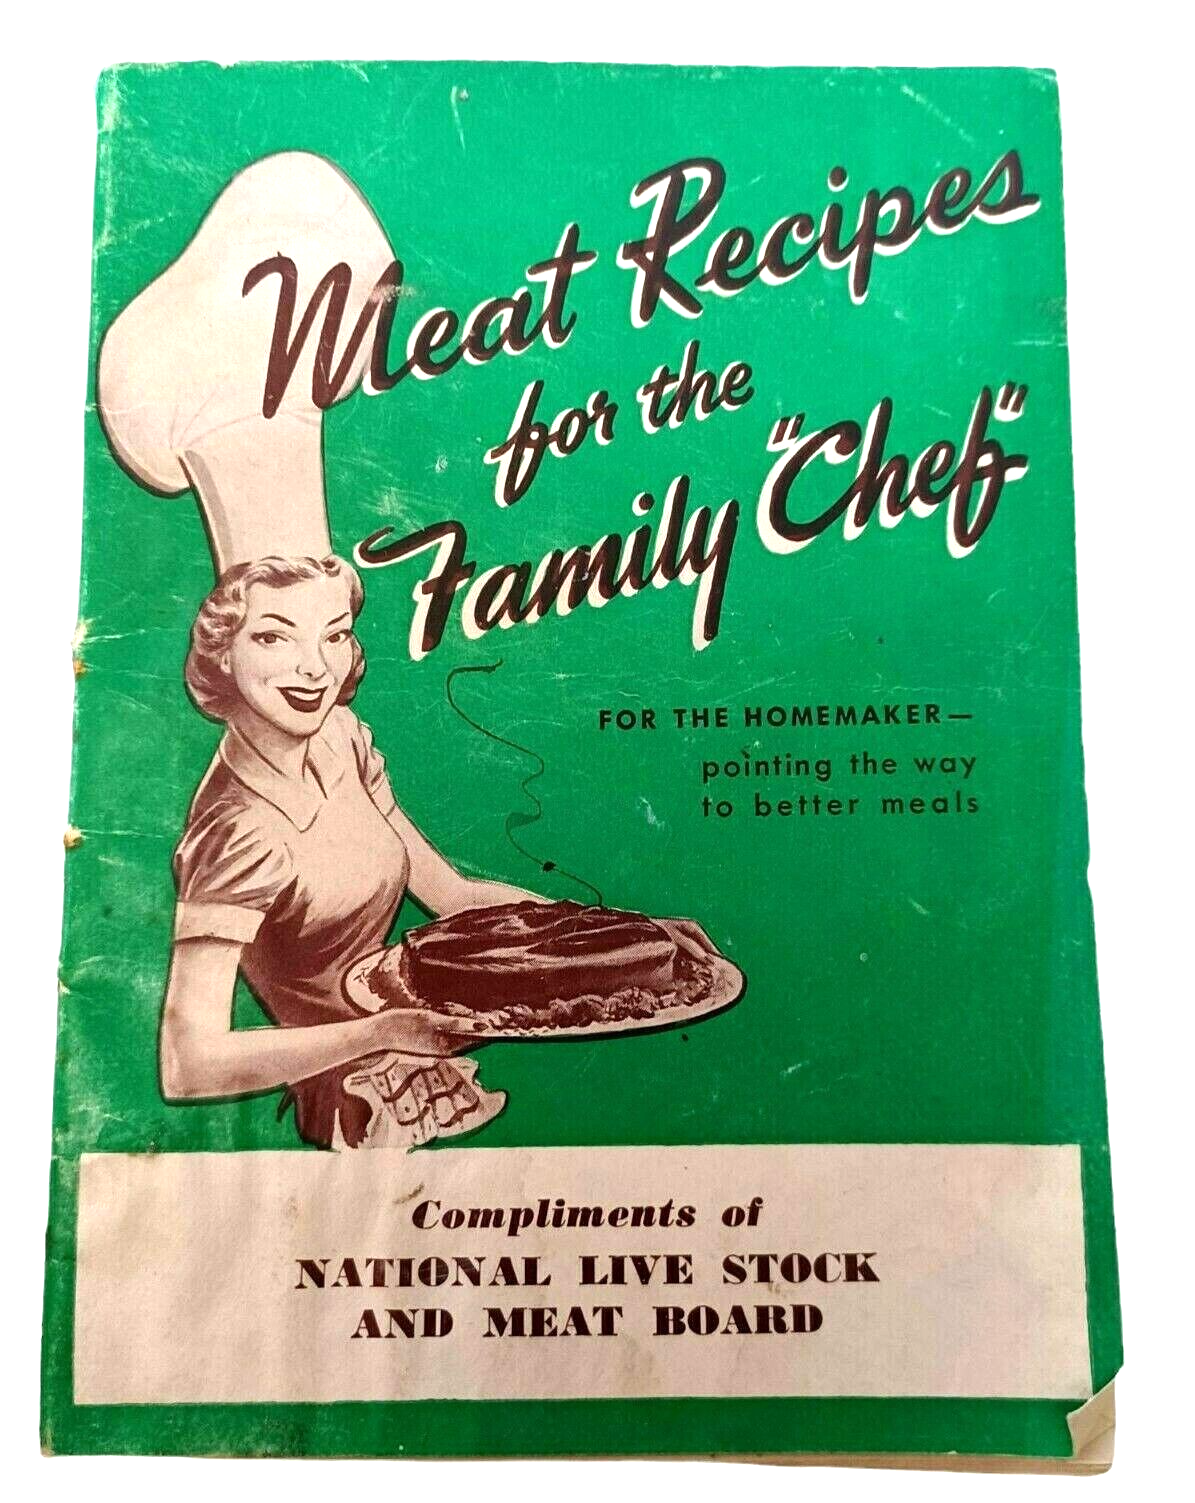 Meat Recipes
for the
Family "Chef"
FOR THE HOMEMAKER—
pointing the way
to better meals
Compliments of
NATIONAL LIVE STOCK
AND MEAT BOARD